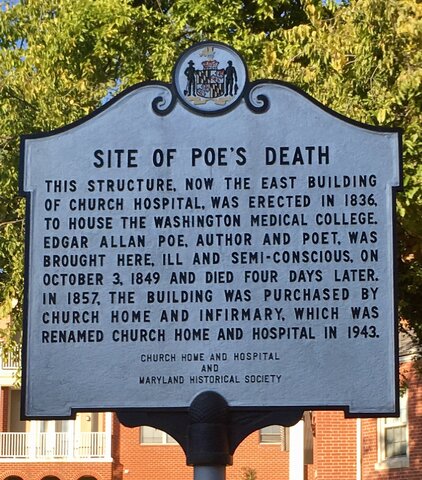 SITE OF POE'S DEATH
THIS STRUCTURE, NOW THE EAST BUILDING
OF CHURCH HOSPITAL, WAS ERECTED IN 1836,
TO HOUSE THE WASHINGTON MEDICAL COLLEGE.
EDGAR ALLAN POE, AUTHOR AND POET, WAS
BROUGHT HERE, ILL AND SEMI-CONSCIOUS, ON
OCTOBER 3, 1849 AND DIED FOUR DAYS LATER.
IN 1857, THE BUILDING WAS PURCHASED BY
CHURCH HOME AND INFIRMARY, WHICH WAS
RENAMED CHURCH HOME AND HOSPITAL IN 1943.
CHURCH HOME AND HOSPITAL
AND
MARYLAND HISTORICAL SOCIETY